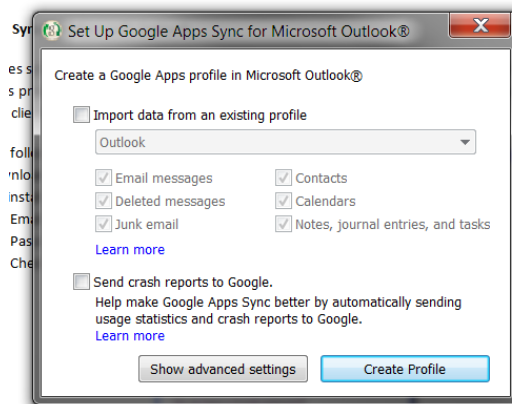 Set Up Google Apps Sync for Microsoft Outlook®
Create a Google Apps profile in Microsoft Outlook®
Import data from an existing profile
Outlook
Email messages
Contacts
Deleted messages
Calendars
Junk email
Notes, journal entries, and tasks
Learn more
Send crash reports to Google.
Help make Google Apps Sync better by automatically sending
usage statistics and crash reports to Google.
Learn more
Show advanced settings
Create Profile